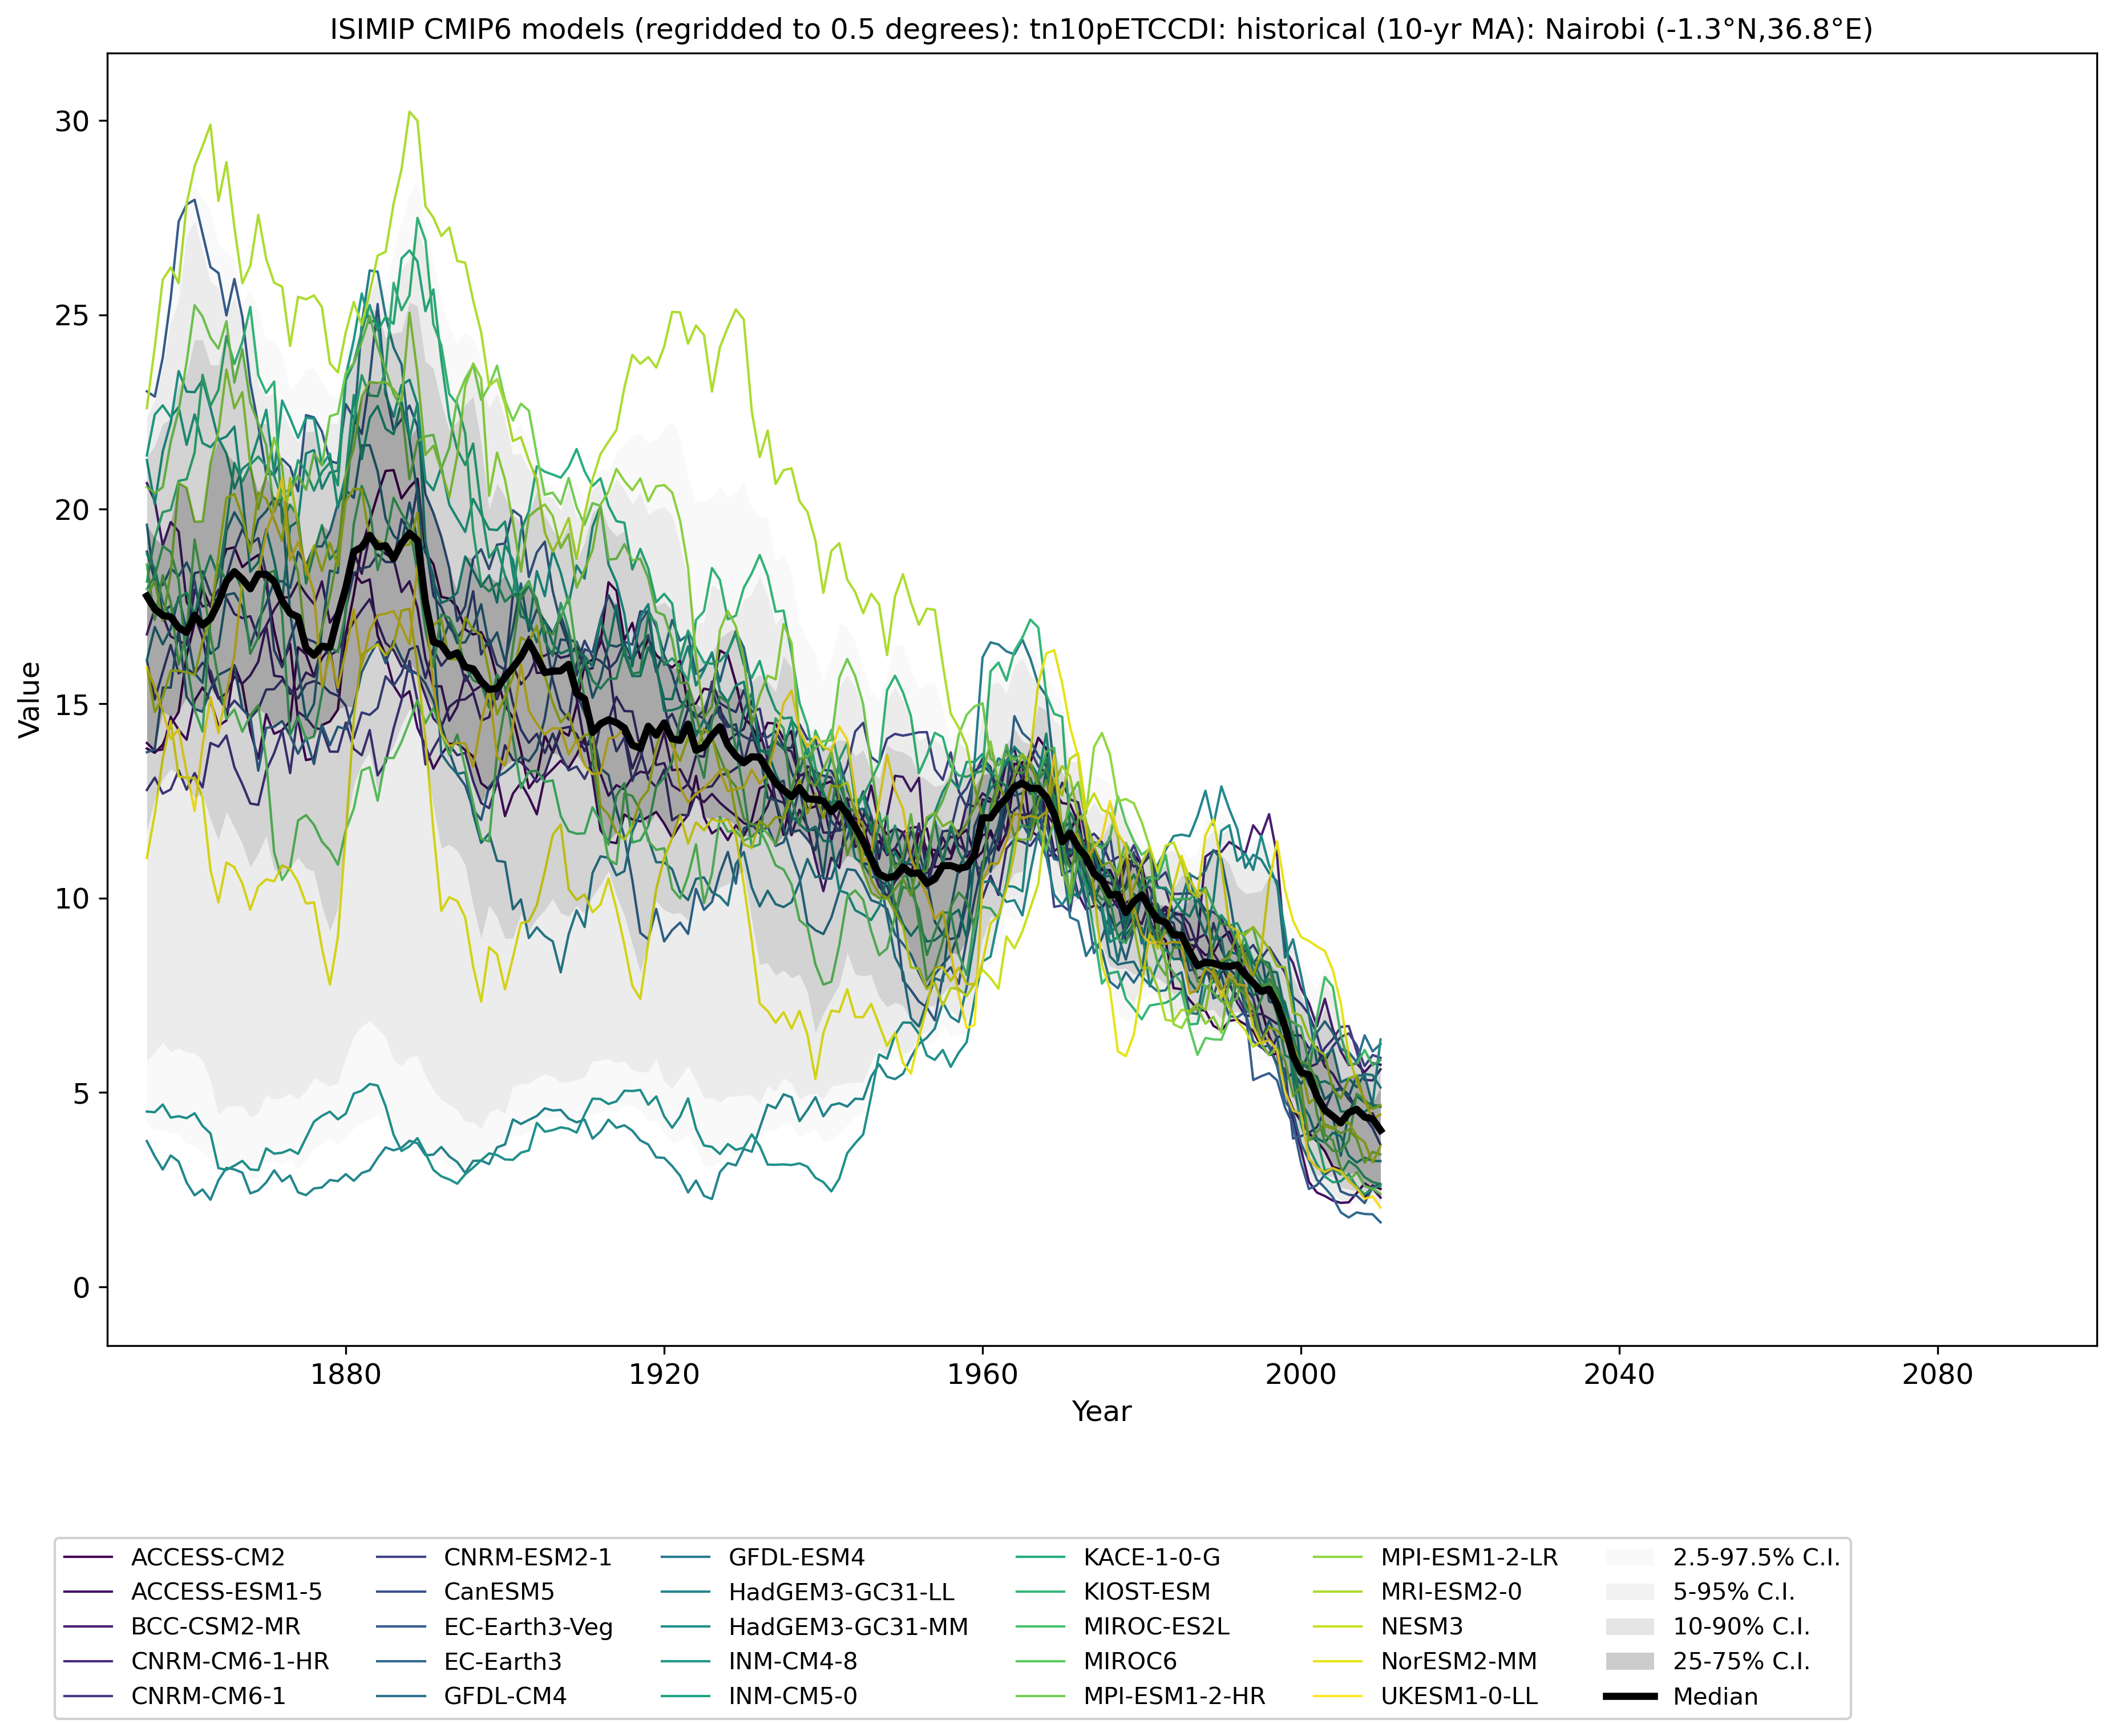 ISIMIP CMIP6 models (regridded to 0.5 degrees): tn10pETCCDI: historical (10-yr MA): Nairobi (-1.3°N,36.8°E)
30
25
20
15
10
5
0
Value
1880 1920 1960 2000 2040 2080
Year
ACCESS-CM2 CNRM-ESM2-1 GFDL-ESM4 KACE-1-0-G MPI-ESM1-2-LR 2.5-97.5% C.I.
ACCESS-ESM1-5 CanESM5 HadGEM3-GC31-LL KIOST-ESM MRI-ESM2-0 5-95% C.I.
BCC-CSM2-MR EC-Earth3-Veg HadGEM3-GC31-MM MIROC-ES2L NESM3 10-90% C.I.
CNRM-CM6-1-HR EC-Earth3 INM-CM4-8 MIROC6 NorESM2-MM 25-75% C.I.
CNRM-CM6-1 GFDL-CM4 INM-CM5-0 MPI-ESM1-2-HR UKESM1-0-LL Median